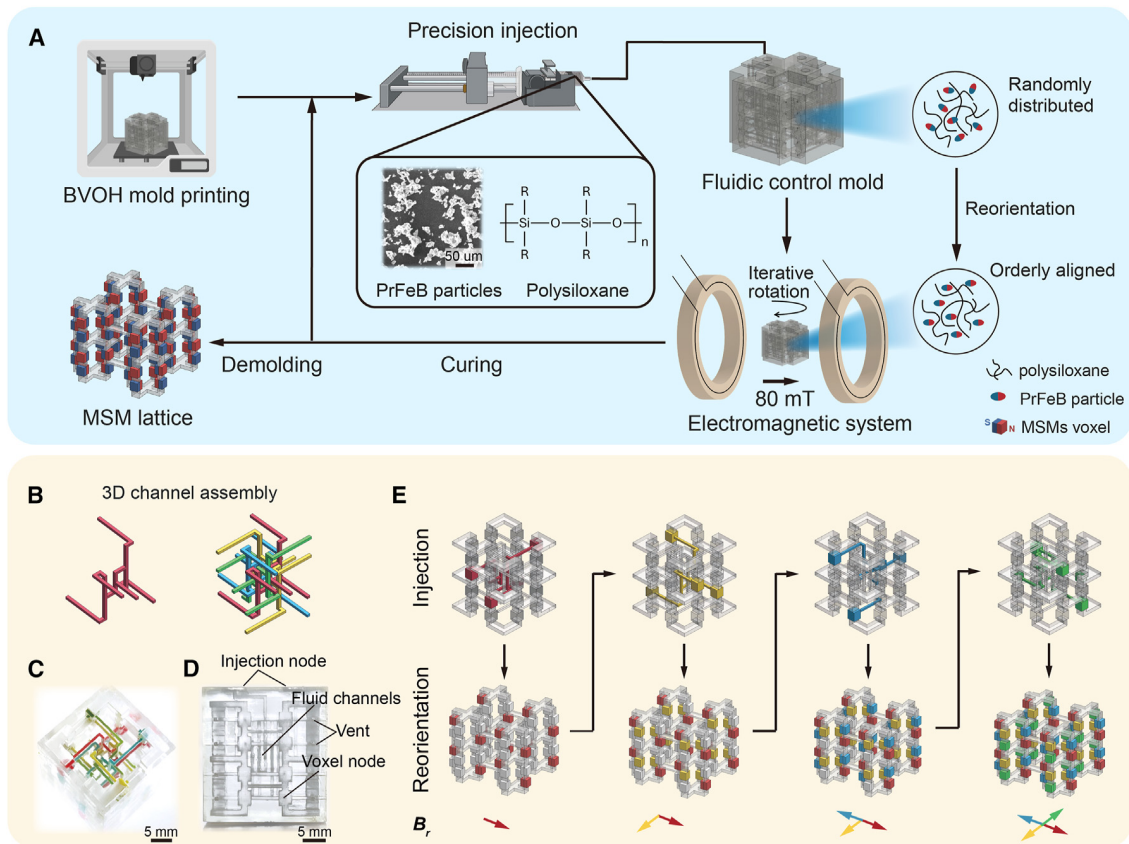 A
Precision injection
BVOH mold printing
50 um
PrFeB particles
R R
Si O Si O
n
R R
Polysiloxane
Fluidic control mold
Randomly
distributed
Reorientation
Orderly aligned
Iterative
rotation
80 mT
Electromagnetic system
polysiloxane
PrFeB particle
S N MSMs voxel
Curing
Demolding
MSM lattice
B
3D channel assembly
C
5 mm
D
Injection node
Fluid channels
Vent
Voxel node
5 mm
E
Injection
Reorientation
Br